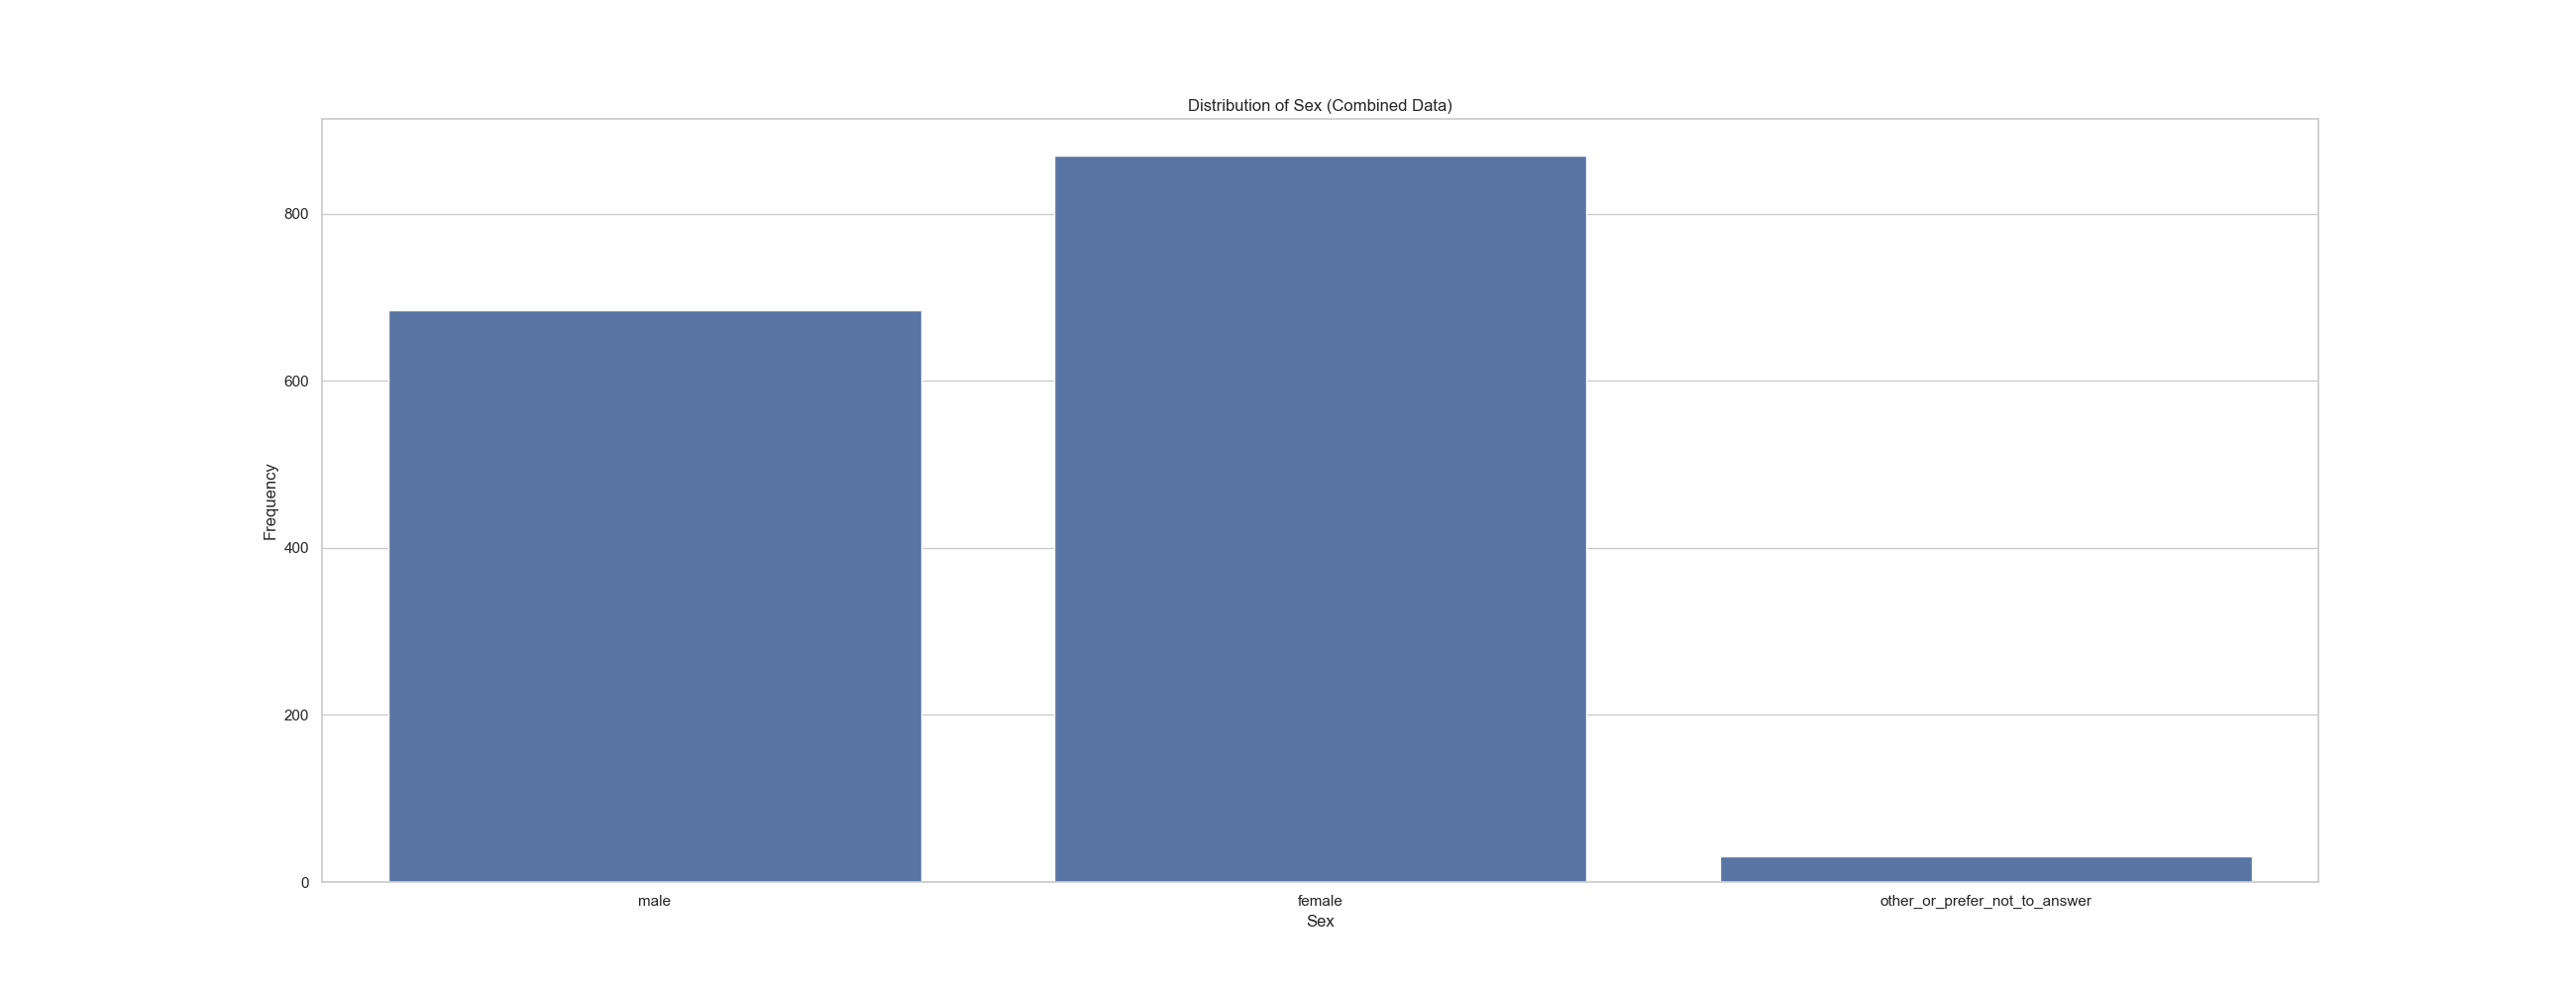 Distribution of Sex (Combined Data)
Frequency
800
600
400
200
0
male
female
other_or_prefer_not_to_answer
Sex